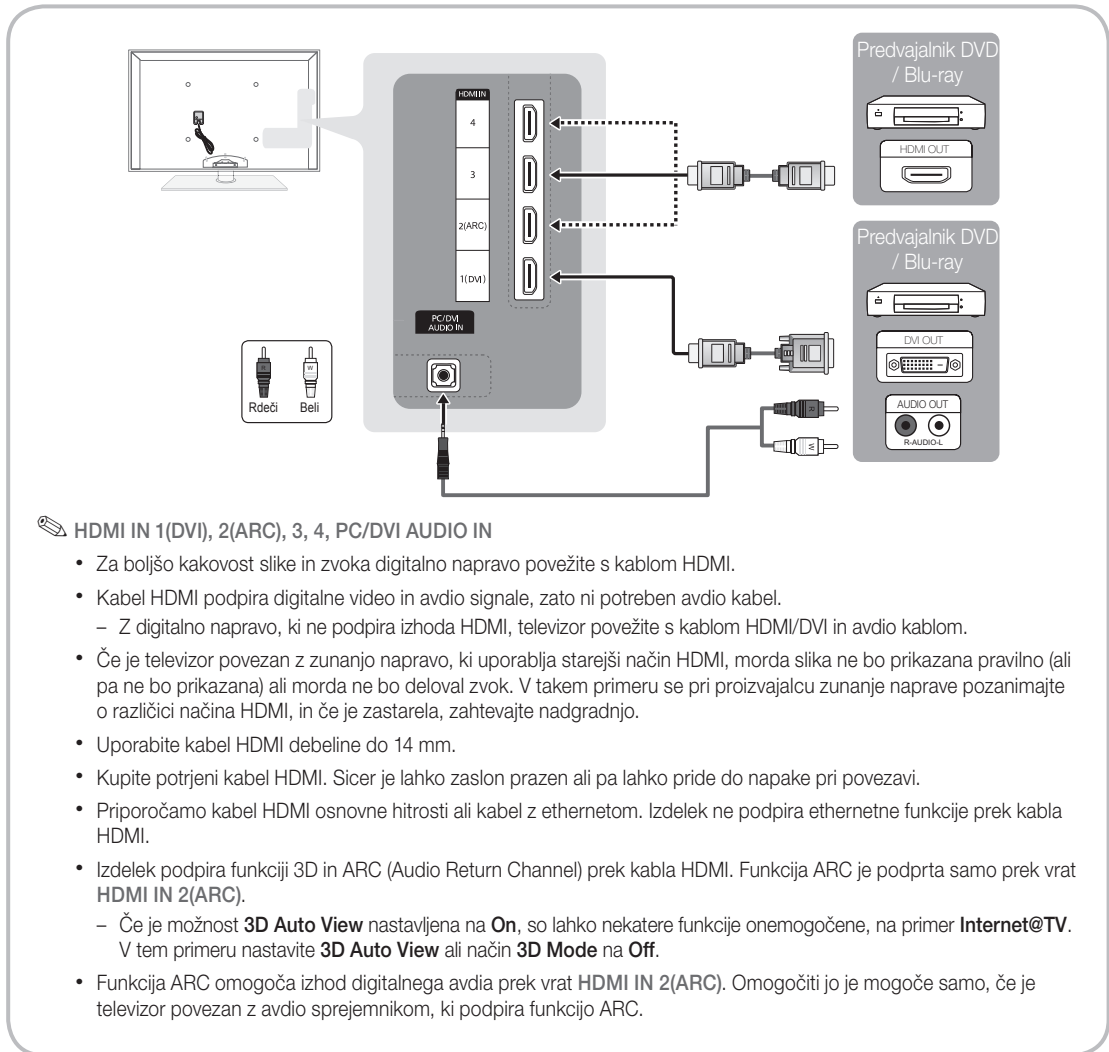 Predvajalnik DVD
/ Blu-ray
HDMI OUT
HDMI IN
4
3
2(ARC)
1(DVI)
PC/DVI
AUDIO IN
Predvajalnik DVD
/ Blu-ray
DVI OUT
AUDIO OUT
R-AUDIO-L
R
W
Rdeči
Beli
R
W
HDMI IN 1(DVI), 2(ARC), 3, 4, PC/DVI AUDIO IN
• Za boljšo kakovost slike in zvoka digitalno napravo povežite s kablom HDMI.
• Kabel HDMI podpira digitalne video in avdio signale, zato ni potreben avdio kabel.
– Z digitalno napravo, ki ne podpira izhoda HDMI, televizor povežite s kablom HDMI/DVI in avdio kablom.
• Če je televizor povezan z zunanjo napravo, ki uporablja starejši način HDMI, morda slika ne bo prikazana pravilno (ali
pa ne bo prikazana) ali morda ne bo deloval zvok. V takem primeru se pri proizvajalcu zunanje naprave pozanimajte
o različici načina HDMI, in če je zastarela, zahtevajte nadgradnjo.
• Uporabite kabel HDMI debeline do 14 mm.
• Kupite potrjeni kabel HDMI. Sicer je lahko zaslon prazen ali pa lahko pride do napake pri povezavi.
• Priporočamo kabel HDMI osnovne hitrosti ali kabel z ethernetom. Izdelek ne podpira ethernetne funkcije prek kabla
HDMI.
• Izdelek podpira funkciji 3D in ARC (Audio Return Channel) prek kabla HDMI. Funkcija ARC je podprta samo prek vrat
HDMI IN 2(ARC).
– Če je možnost 3D Auto View nastavljena na On, so lahko nekatere funkcije onemogočene, na primer Internet@TV.
V tem primeru nastavite 3D Auto View ali način 3D Mode na Off.
• Funkcija ARC omogoča izhod digitalnega avdia prek vrat HDMI IN 2(ARC). Omogočiti jo je mogoče samo, če je
televizor povezan z avdio sprejemnikom, ki podpira funkcijo ARC.